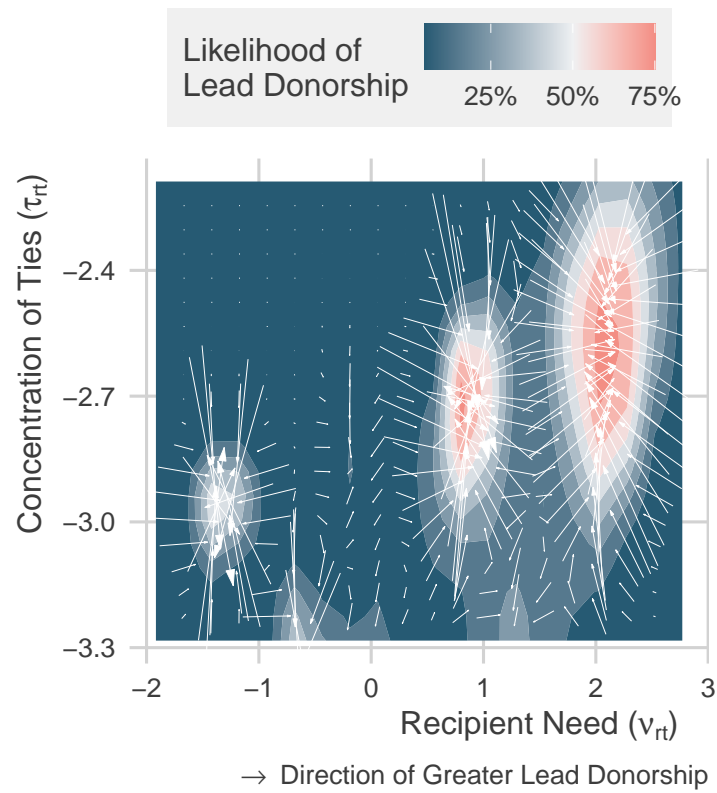 Likelihood of
Lead Donorship
25% 50% 75%
Concentration of Ties (τrt)
−2.4
−2.7
−3.0
−3.3
−2 −1 0 1 2 3
Recipient Need (νrt)
→ Direction of Greater Lead Donorship